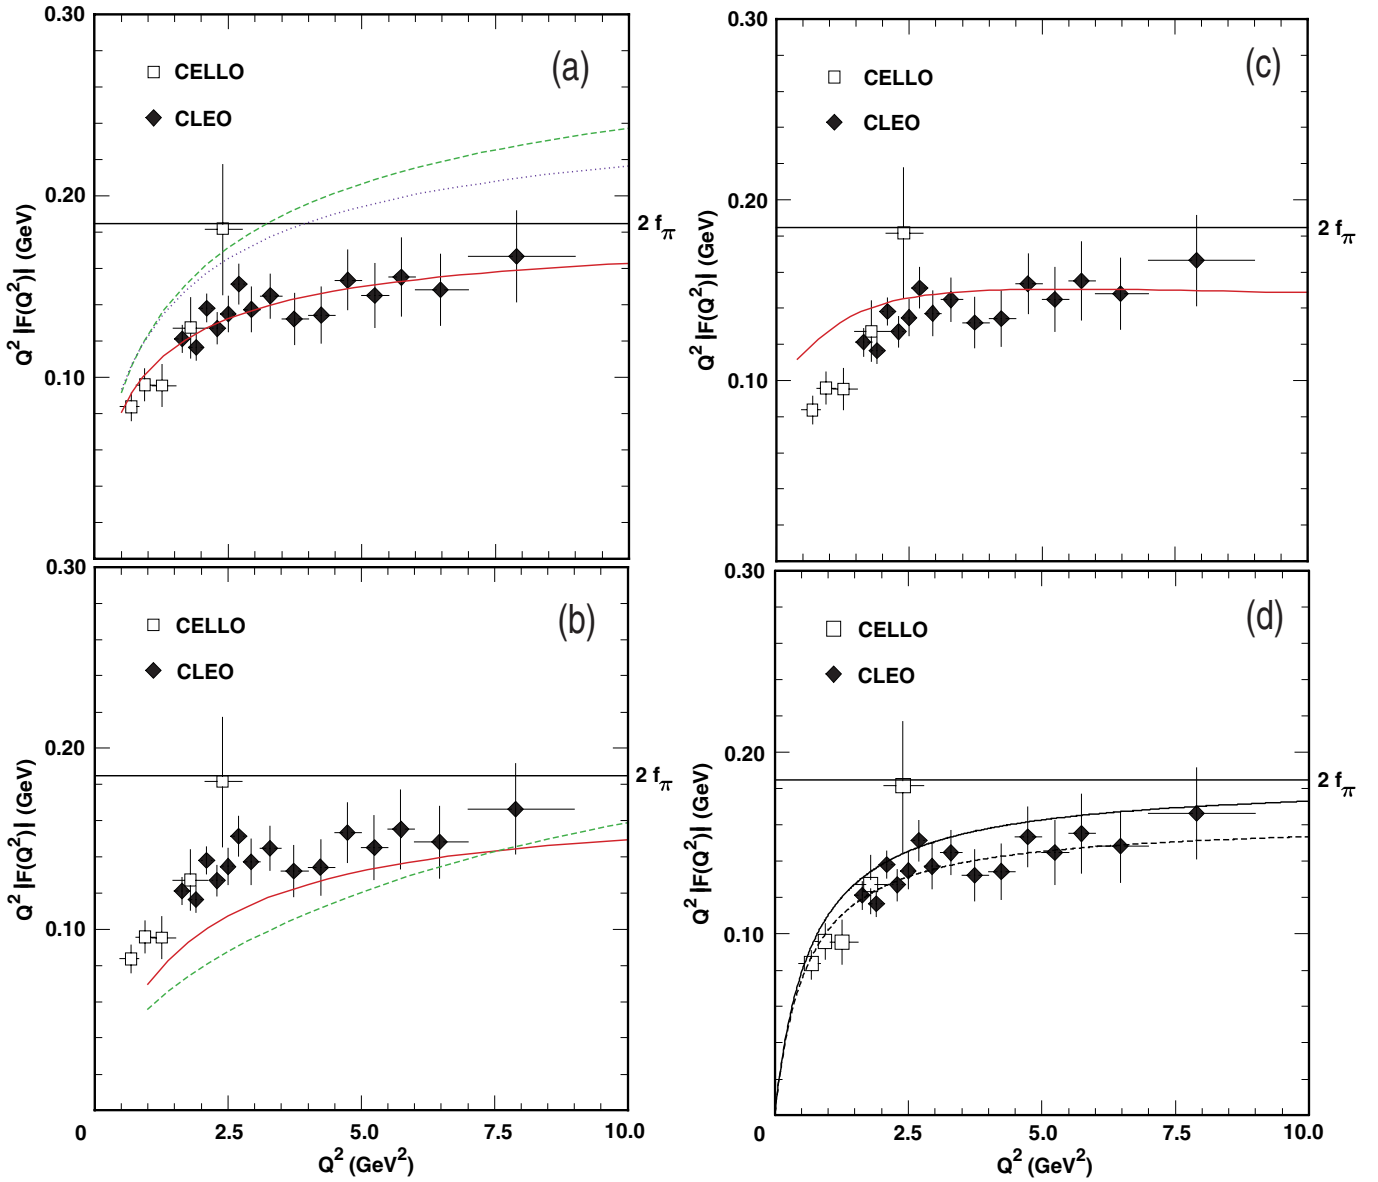 0.30
(a)
CELLO
CLEO
0.20
2 fπ
0.10
Q² |F(Q²)| (GeV)
0.30
(c)
CELLO
CLEO
0.20
2 fπ
0.10
Q² |F(Q²)| (GeV)
0.30
(b)
CELLO
CLEO
0.20
2 fπ
0.10
Q² |F(Q²)| (GeV)
0 2.5 5.0 7.5 10.0
Q² (GeV²)
0.30
(d)
CELLO
CLEO
0.20
2 fπ
0.10
Q² |F(Q²)| (GeV)
0 2.5 5.0 7.5 10.0
Q² (GeV²)